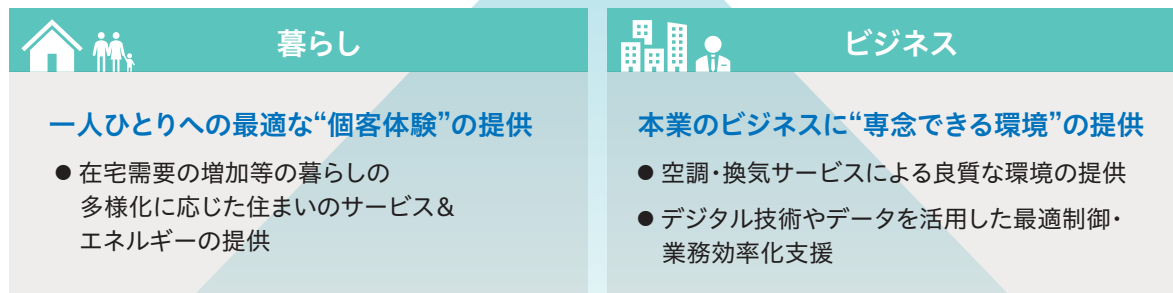 暮らし
一人ひとりへの最適な“個客体験”の提供
● 在宅需要の増加等の暮らしの
多様化に応じた住まいのサービス&
エネルギーの提供
ビジネス
本業のビジネスに“専念できる環境”の提供
● 空調・換気サービスによる良質な環境の提供
● デジタル技術やデータを活用した最適制御・
業務効率化支援